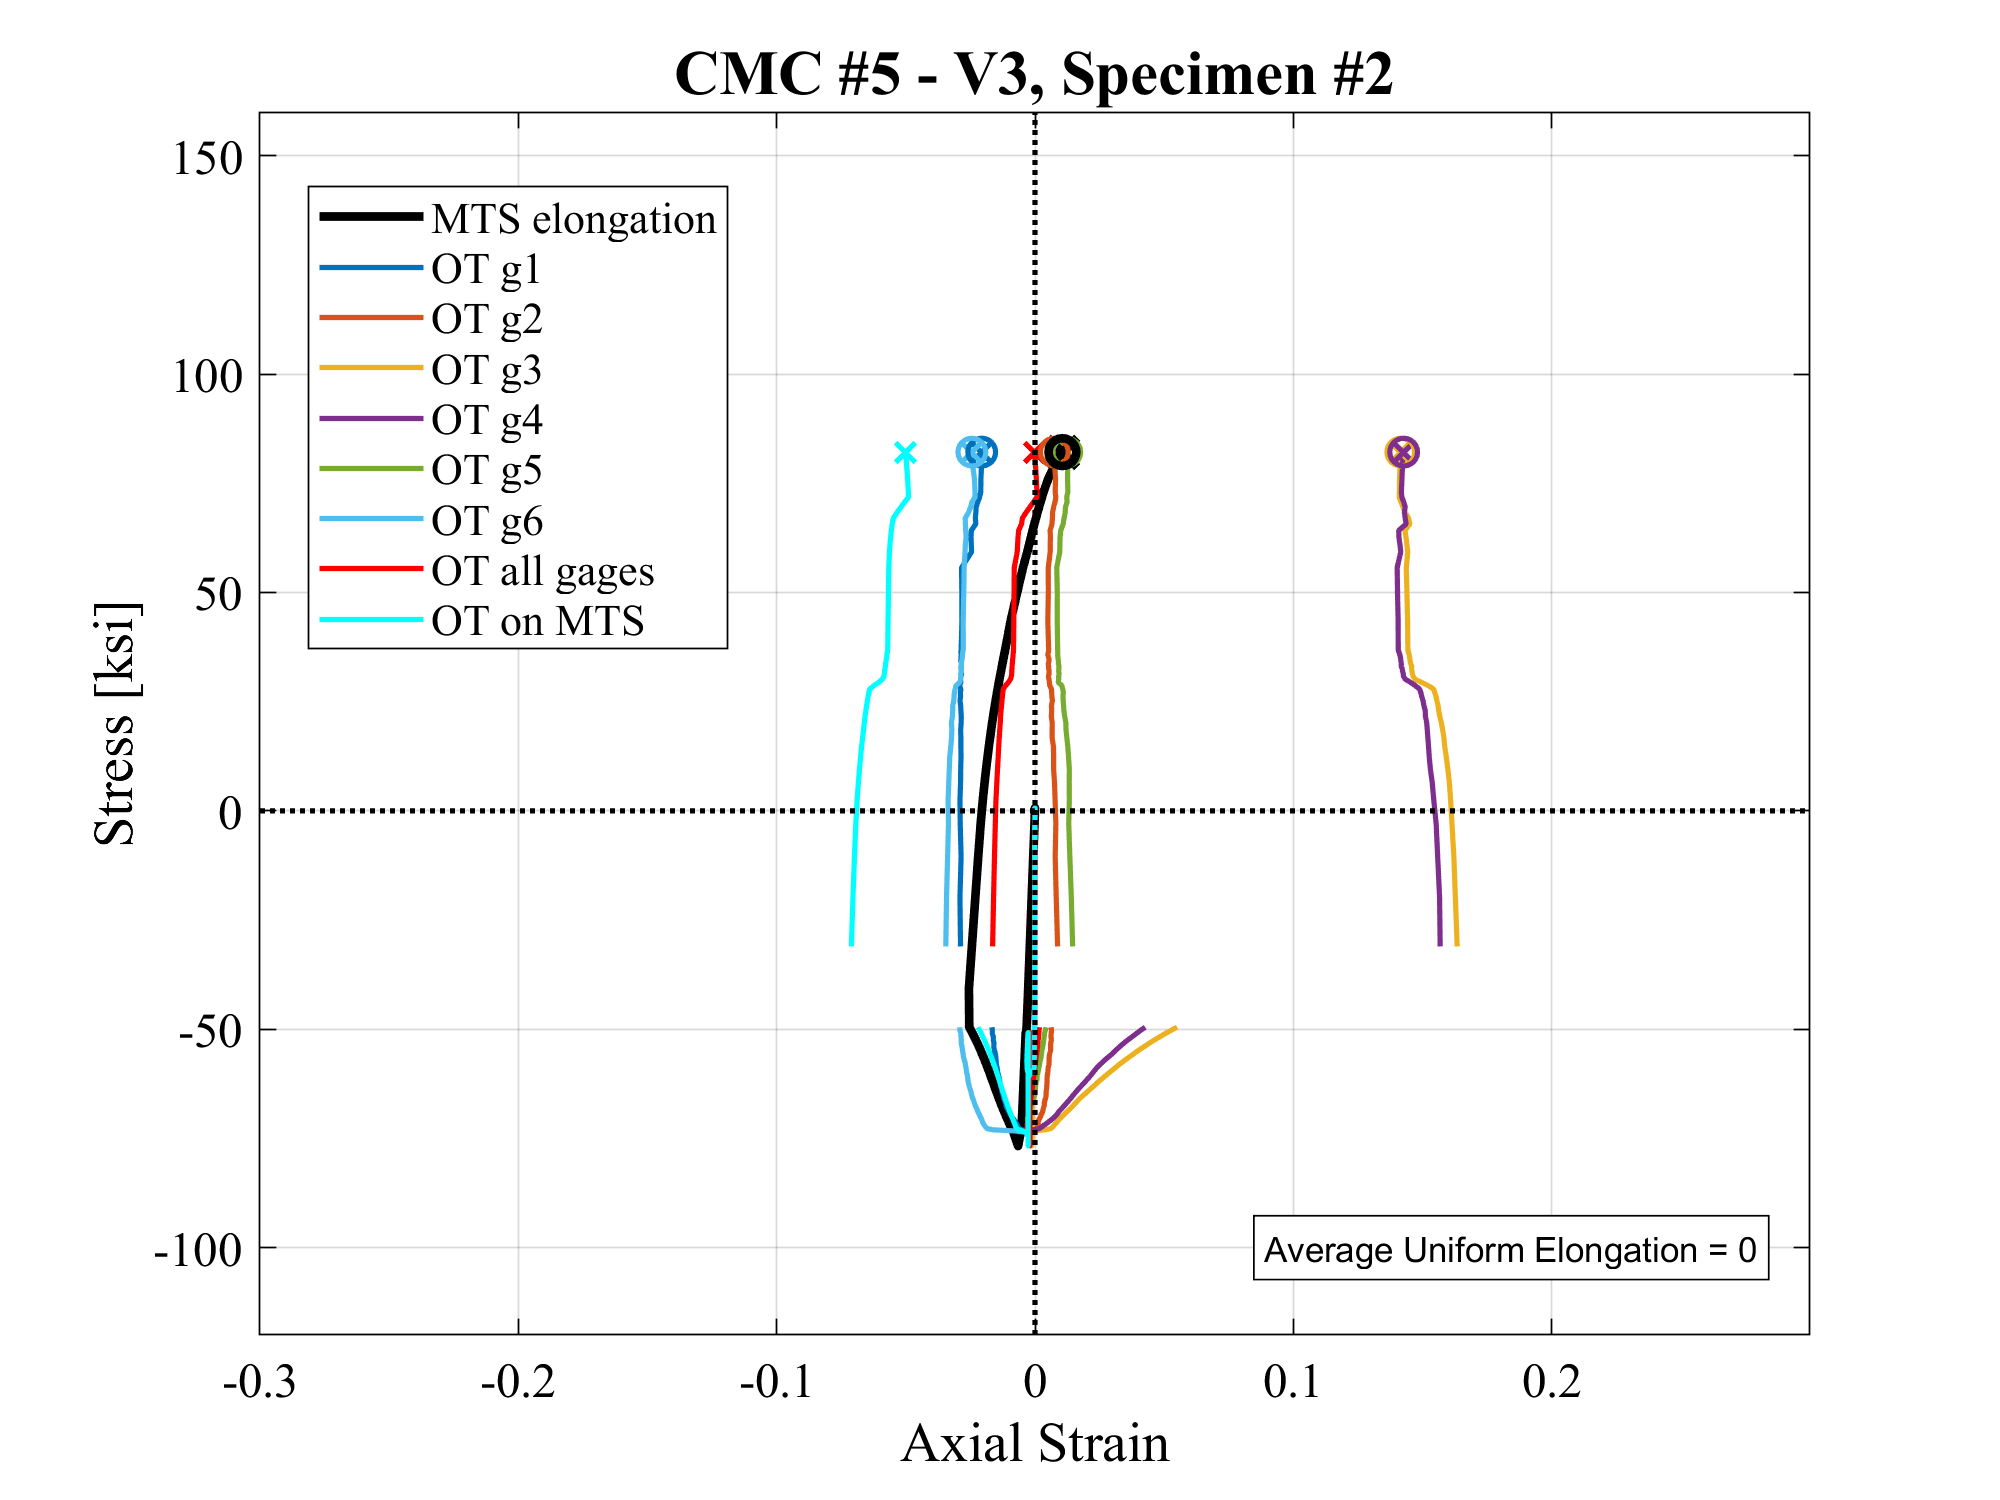 CMC #5 - V3, Specimen #2
150
100
50
0
-50
-100
Stress [ksi]
MTS elongation
OT g1
OT g2
OT g3
OT g4
OT g5
OT g6
OT all gages
OT on MTS
Average Uniform Elongation = 0
-0.3 -0.2 -0.1 0 0.1 0.2
Axial Strain